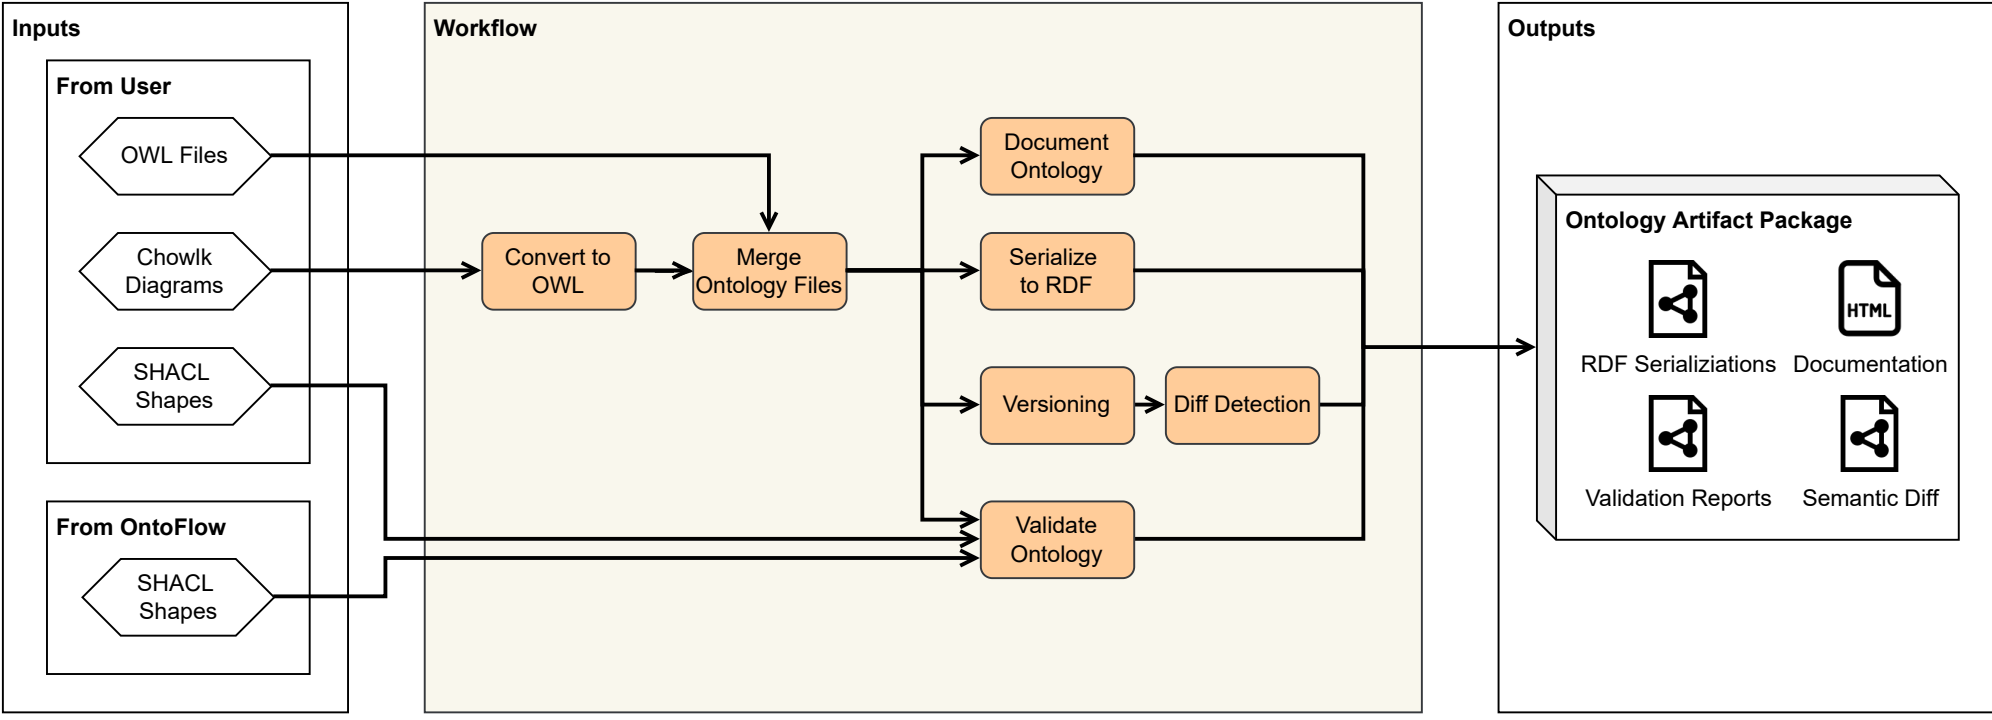 Inputs
From User
OWL Files
Chowlk
Diagrams
SHACL
Shapes
From OntoFlow
SHACL
Shapes
Workflow
Convert to
OWL
Merge
Ontology Files
Document
Ontology
Serialize
to RDF
Versioning
Diff Detection
Validate
Ontology
Outputs
Ontology Artifact Package
RDF Serializiations
HTML
Documentation
Validation Reports
Semantic Diff